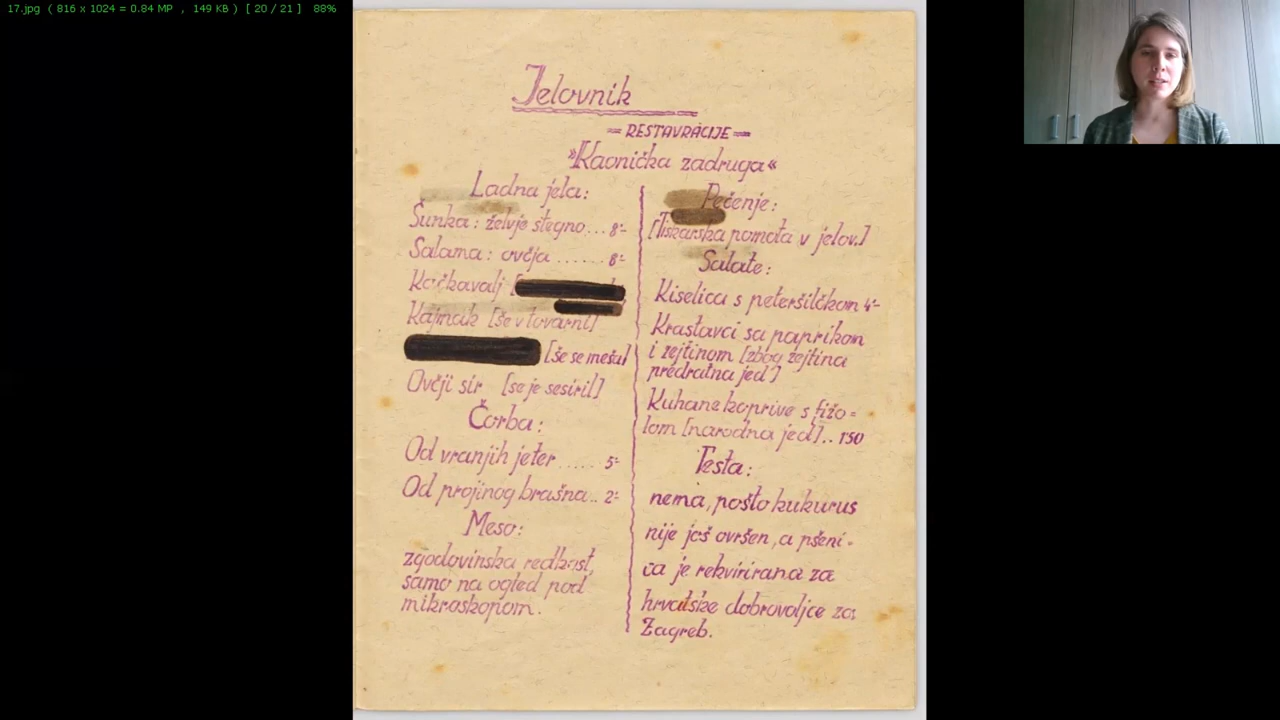 17.jpg ( 816 x 1024 = 0.84 MP , 149 KB ) [ 20 / 21 ] 88%
Jelovnik
= RESTAVRACIJE =
»Kaonička zadruga«
Ladna jela:
Šunka : želvje stegno... 8-
Salama : ovčja ...... 8-
Kačkavalj [
Kajmak [še v tovarni]
[še se meša]
Ovčji sir [se je sesiril]
Čorba :
Od vranjih jeter ..... 5-
Od projinog brašna.. 2-
Meso:
zgodovinska redkost,
samo na ogled pod
mikroskopom.
Pečenje:
[Tiskarska pomota v jelov.]
Salate:
Kiselica s peteršilčkom 4-
Krastavci sa paprikom
i zejtinom [zbog zejtina
predratna jed']
Kuhane koprive s fižo=
lom [narodna jed].. 1'50
Testa:
nema, pošto kukurus
nije još ovršen, a pšeni-
ca je rekvirirana za
hrvatske dobrovoljce za
Zagreb.